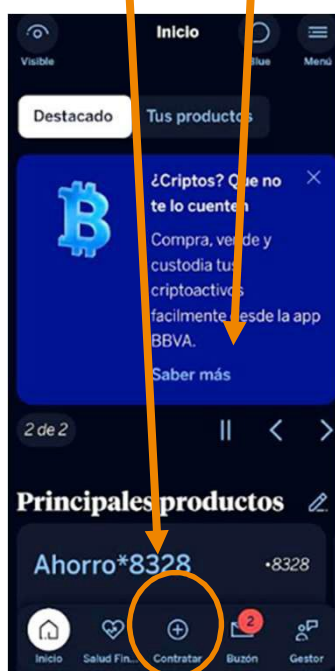 Inicio
Visible
Blue
Menú
Destacado
Tus productos
¿Criptos? Que no
te lo cuenten
Compra, vende y
custodia tus
criptoactivos
facilmente desde la app
BBVA.
Saber más
2 de 2
Principales productos
Ahorro*8328
•8328
2
Inicio
Salud Fin...
Contratar
Buzón
Gestor